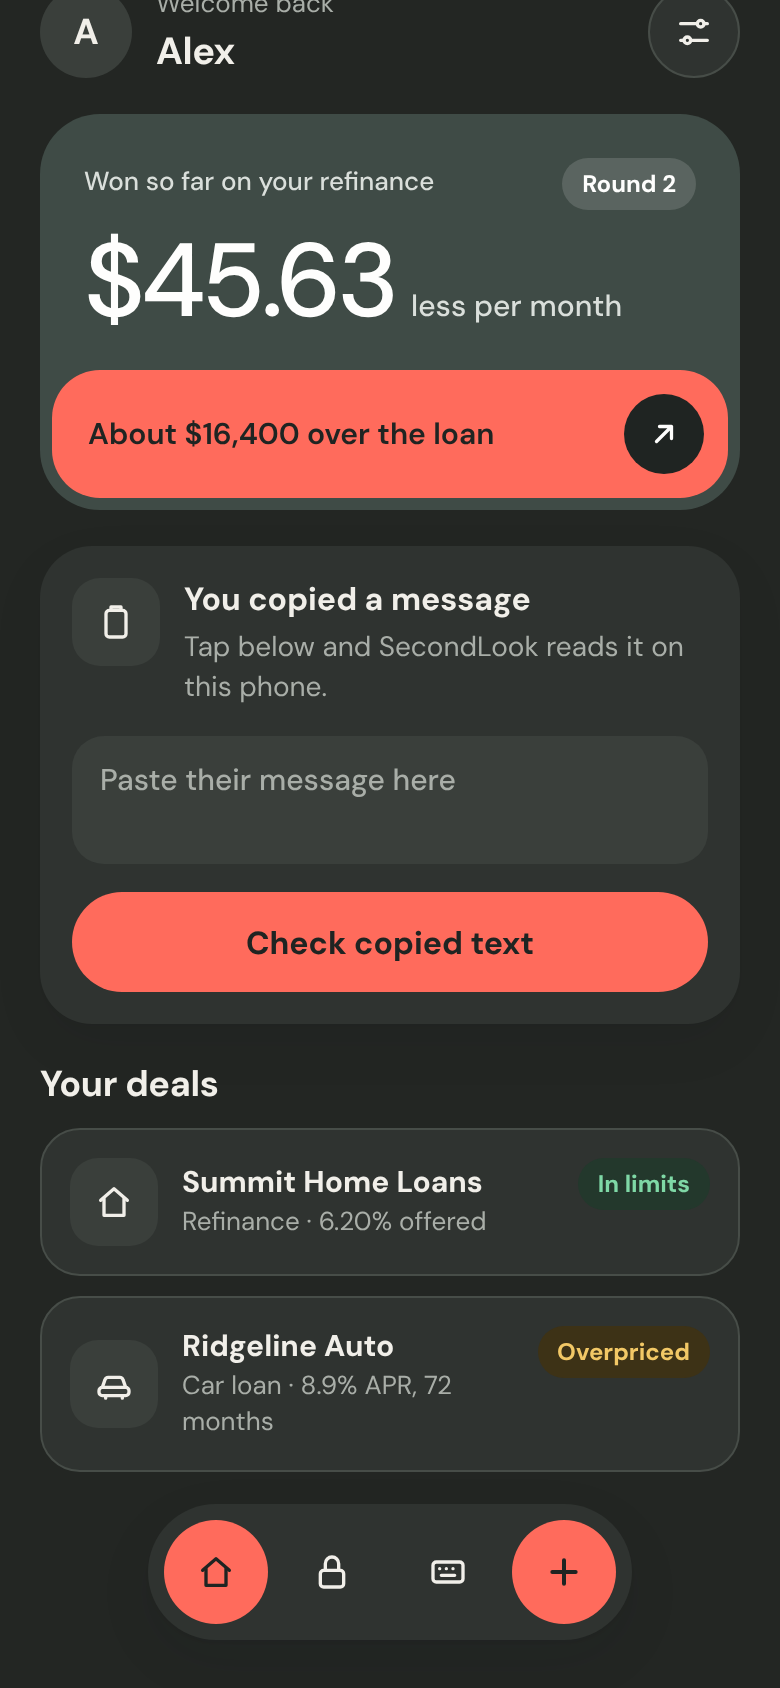 Welcome back
A
Alex
Won so far on your refinance
Round 2
$45.63 less per month
About $16,400 over the loan
You copied a message
Tap below and SecondLook reads it on
this phone.
Paste their message here
Check copied text
Your deals
Summit Home Loans
In limits
Refinance · 6.20% offered
Ridgeline Auto
Overpriced
Car loan · 8.9% APR, 72
months